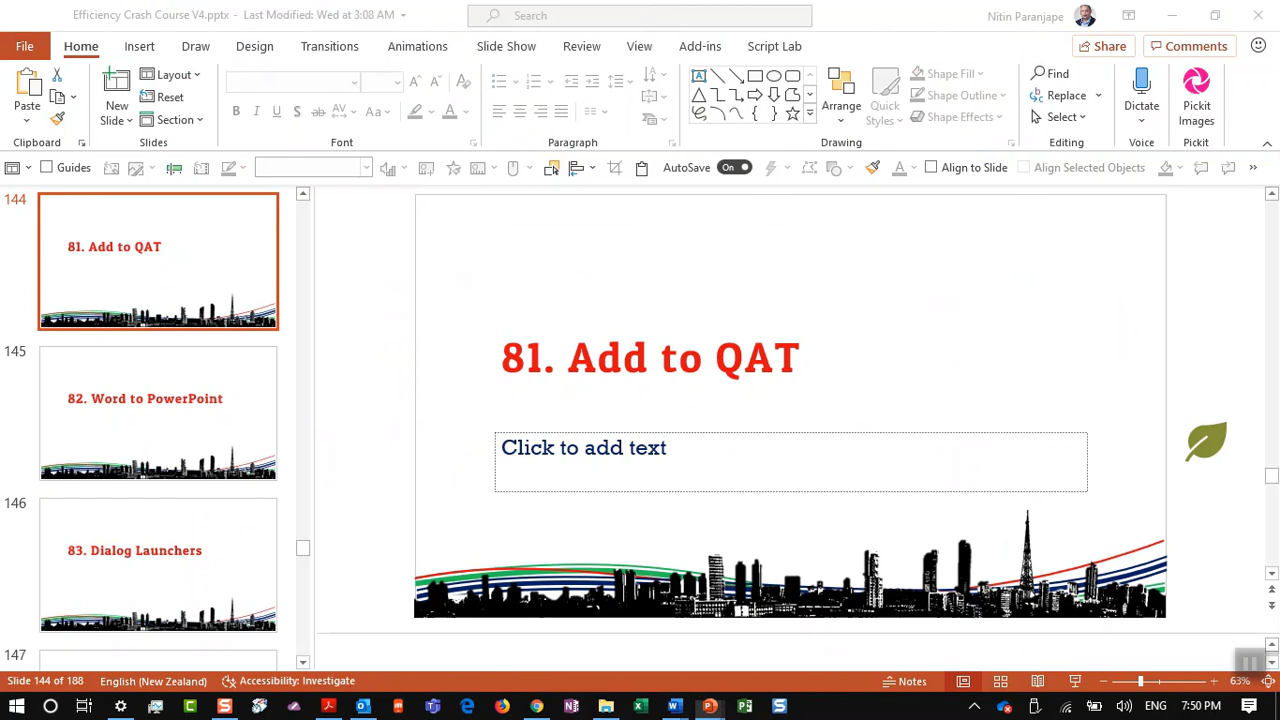 Efficiency Crash Course V4.pptx - Last Modified: Wed at 3:08 AM
Search
Nitin Paranjape
File Home Insert Draw Design Transitions Animations Slide Show Review View Add-ins Script Lab
Share Comments
Paste
New Slide
Layout
Reset
Section
B I U S ab AV Aa A
Arrange
Quick Styles
Shape Fill
Shape Outline
Shape Effects
Find
Replace
Select
Dictate
Pickit Images
Clipboard Slides Font Paragraph Drawing Editing Voice Pickit
Guides AutoSave On Align to Slide Align Selected Objects
144
81. Add to QAT
145
82. Word to PowerPoint
146
83. Dialog Launchers
147
81. Add to QAT
Click to add text
Slide 144 of 188 English (New Zealand) Accessibility: Investigate Notes 63%
ENG 7:50 PM